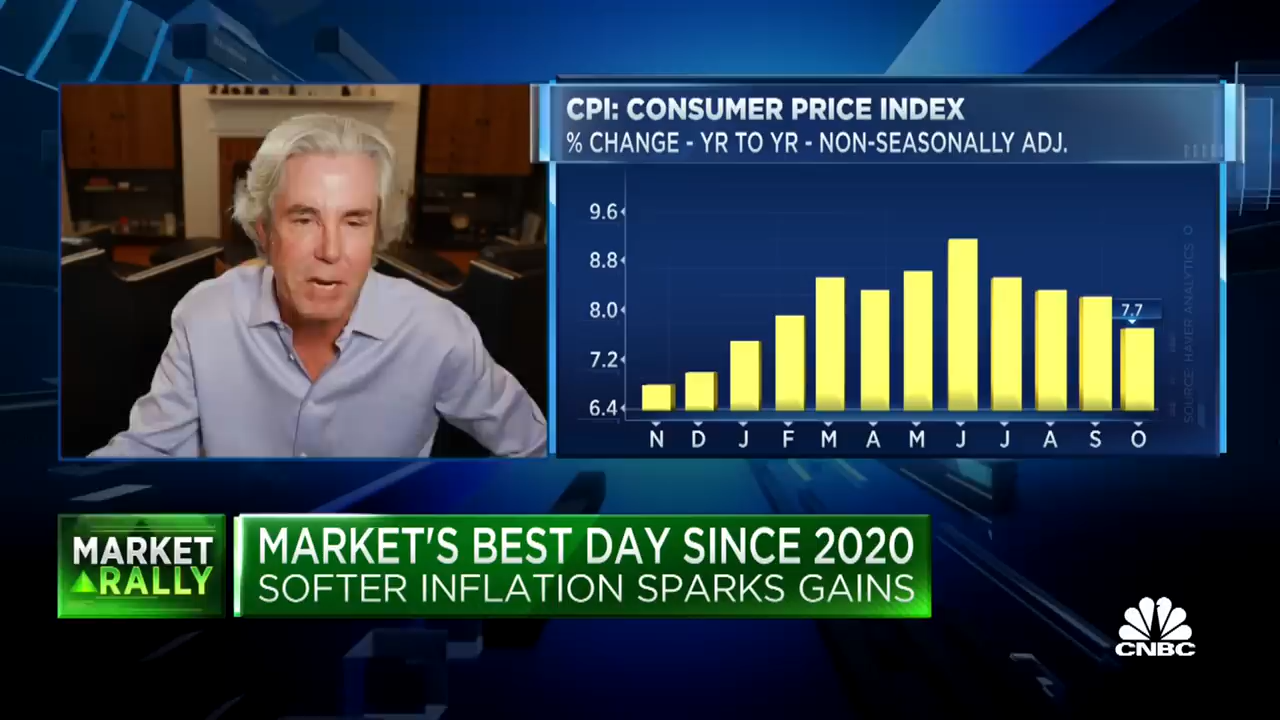 CPI: CONSUMER PRICE INDEX
% CHANGE - YR TO YR - NON-SEASONALLY ADJ.
9.6
8.8
8.0
7.2
6.4
7.7
N D J F M A M J J A S O
SOURCE: HAVER ANALYTICS
MARKET
RALLY
MARKET'S BEST DAY SINCE 2020
SOFTER INFLATION SPARKS GAINS
CNBC